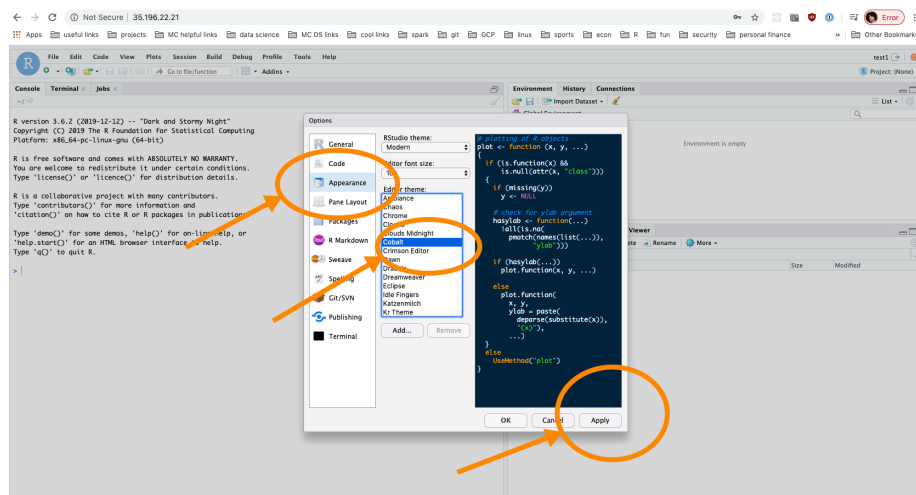 Not Secure | 35.196.22.21
Error
Apps useful links projects MC helpful links data science MC DS links cool links spark git GCP linux sports econ R fun security personal finance » Other Bookmark
R File Edit Code View Plots Session Build Debug Profile Tools Help test1
Go to file/function Addins Project: (None)
Console Terminal × Jobs ×
~/
R version 3.6.2 (2019-12-12) -- "Dark and Stormy Night"
Copyright (C) 2019 The R Foundation for Statistical Computing
Platform: x86_64-pc-linux-gnu (64-bit)
R is free software and comes with ABSOLUTELY NO WARRANTY.
You are welcome to redistribute it under certain conditions.
Type 'license()' or 'licence()' for distribution details.
R is a collaborative project with many contributors.
Type 'contributors()' for more information and
'citation()' on how to cite R or R packages in publication
Type 'demo()' for some demos, 'help()' for on-line help, or
'help.start()' for an HTML browser interface to help.
Type 'q()' to quit R.
>
Options
General
Code
Appearance
Pane Layout
Packages
R Markdown
Sweave
Spelling
Git/SVN
Publishing
Terminal
RStudio theme:
Modern
Editor font size:
10
Editor theme:
Ambiance
Chaos
Chrome
Clouds Midnight
Cobalt
Crimson Editor
Dawn
Dracula
Dreamweaver
Eclipse
Idle Fingers
Katzenmilch
Kr Theme
Add... Remove
# plotting of R objects
plot <- function (x, y, ...)
{
if (is.function(x) &&
is.null(attr(x, "class")))
{
if (missing(y))
y <- NULL
# check for ylab argument
hasylab <- function(...)
!all(is.na(
pmatch(names(list(...)),
"ylab")))
if (hasylab(...))
plot.function(x, y, ...)
else
plot.function(
x, y,
ylab = paste(
deparse(substitute(x)),
"(x)"),
...)
}
else
UseMethod("plot")
}
OK Cancel Apply
Environment History Connections
Import Dataset List
Global Environment
Environment is empty
Viewer
Rename More
Size Modified